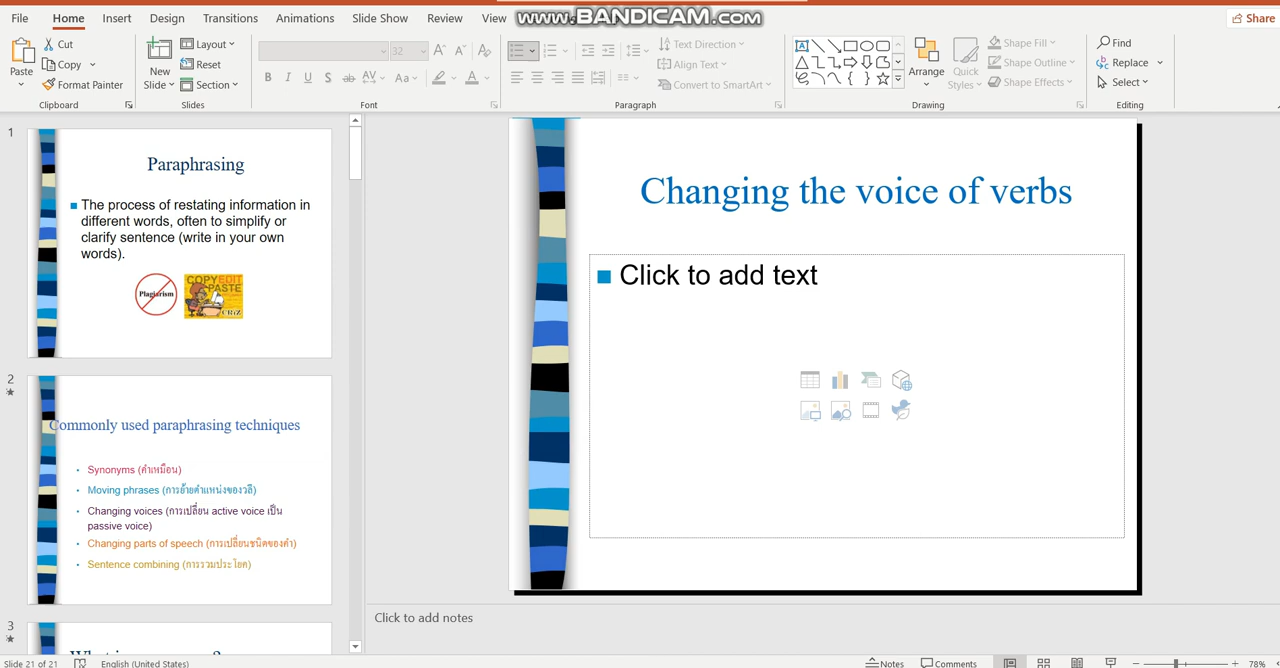 File Home Insert Design Transitions Animations Slide Show Review View
www.BANDICAM.com
Share
Paste
Cut
Copy
Format Painter
Clipboard
New
Slide
Layout
Reset
Section
Slides
32
A A
B I U S ab AV Aa A
Font
Text Direction
Align Text
Convert to SmartArt
Paragraph
Arrange
Quick
Styles
Shape Fill
Shape Outline
Shape Effects
Drawing
Find
Replace
Select
Editing
1
Paraphrasing
The process of restating information in
different words, often to simplify or
clarify sentence (write in your own
words).
Plagiarism
COPY EDIT
PASTE
CRiZ
2
Commonly used paraphrasing techniques
Synonyms (คำเหมือน)
Moving phrases (การย้ายตำแหน่งของวลี)
Changing voices (การเปลี่ยน active voice เป็น
passive voice)
Changing parts of speech (การเปลี่ยนชนิดของคำ)
Sentence combining (การรวมประโยค)
3
Changing the voice of verbs
Click to add text
Click to add notes
Slide 21 of 21
English (United States)
Notes
Comments
78%